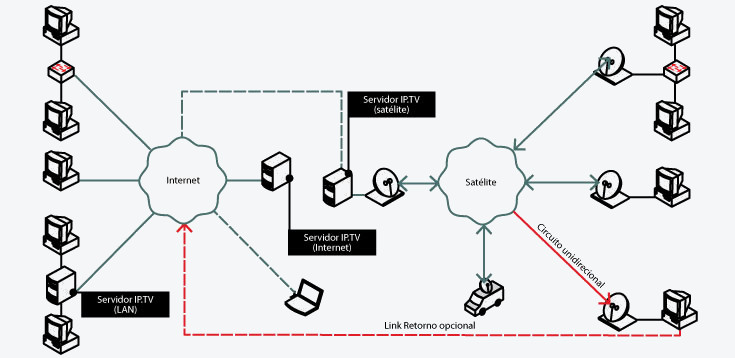 Servidor IP.TV
(satélite)
Internet
Satélite
Servidor IP.TV
(Internet)
Circuito unidirecional
Servidor IP.TV
(LAN)
Link Retorno opcional